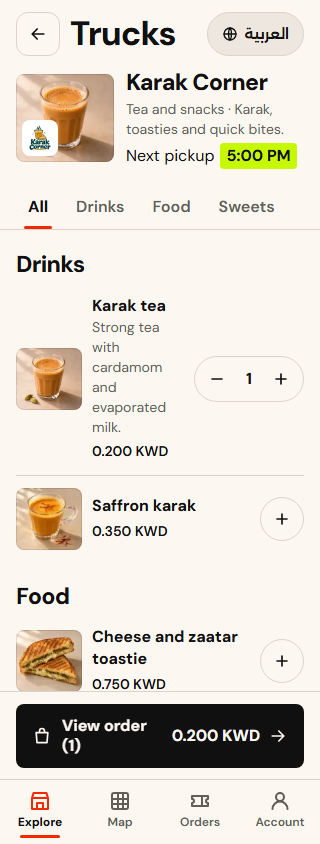 Trucks
العربية
Karak Corner
Tea and snacks · Karak,
toasties and quick bites.
Next pickup 5:00 PM
Karak
Corner
All Drinks Food Sweets
Drinks
Karak tea
Strong tea
with
cardamom
and
evaporated
milk.
0.200 KWD
1
Saffron karak
0.350 KWD
Food
Cheese and zaatar
toastie
0.750 KWD
View order
(1)
0.200 KWD
Explore Map Orders Account